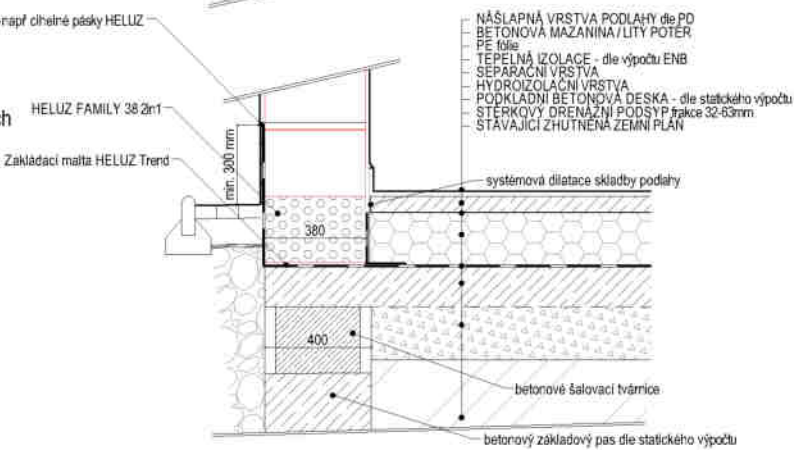 např cihelné pásky HELUZ
HELUZ FAMILY 38 2in1
ch
Zakládací malta HELUZ Trend
min. 300 mm
380
400
NÁŠLAPNÁ VRSTVA PODLAHY dle PD
BETONOVÁ MAZANINA / LITÝ POTĚR
PE fólie
TEPELNÁ IZOLACE - dle výpočtu ENB
SEPARAČNÍ VRSTVA
HYDROIZOLAČNÍ VRSTVA
PODKLADNÍ BETONOVÁ DESKA - dle statického výpočtu
ŠTĚRKOVÝ DRENÁŽNÍ PODSYP, frakce 32-63mm
STÁVAJÍCÍ ZHUTNĚNÁ ZEMNÍ PLÁŇ
systémová dilatace skladby podlahy
betonové šalovací tvárnice
betonový základový pas dle statického výpočtu